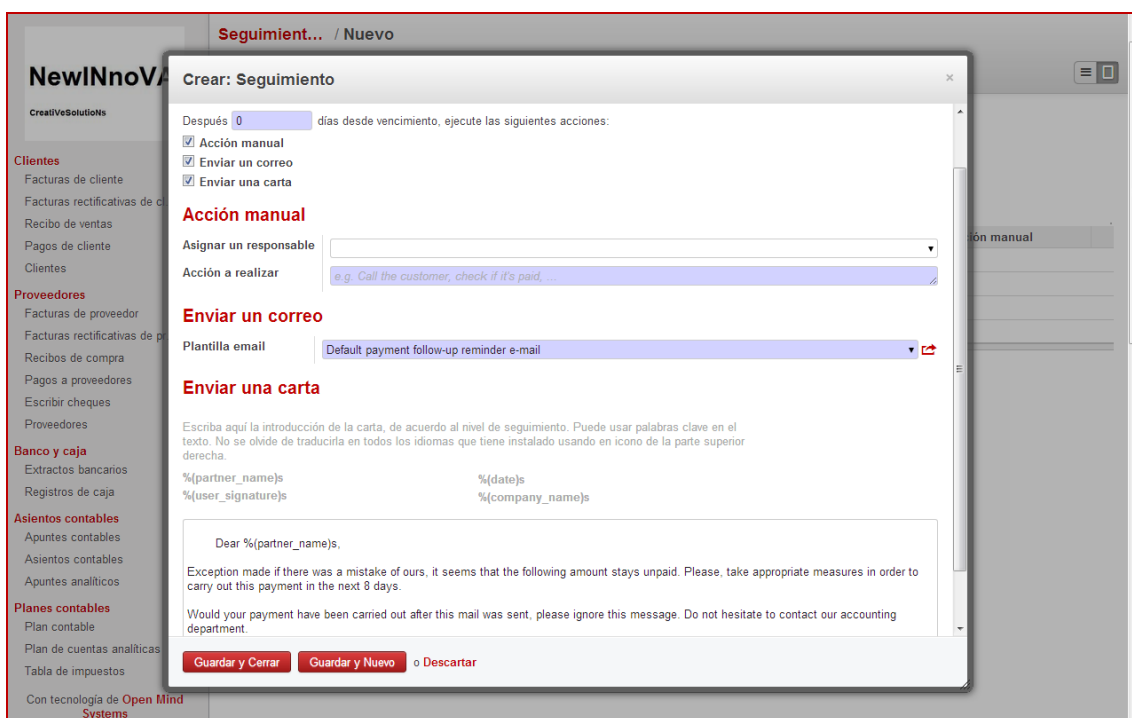 Seguimient... / Nuevo
NewINnoVA
CreatiVeSolutioNs
Clientes
Facturas de cliente
Facturas rectificativas de cl
Recibo de ventas
Pagos de cliente
Clientes
Proveedores
Facturas de proveedor
Facturas rectificativas de pr
Recibos de compra
Pagos a proveedores
Escribir cheques
Proveedores
Banco y caja
Extractos bancarios
Registros de caja
Asientos contables
Apuntes contables
Asientos contables
Apuntes analíticos
Planes contables
Plan contable
Plan de cuentas analíticas
Tabla de impuestos
Con tecnología de Open Mind
Systems
Crear: Seguimiento ×
Después 0 días desde vencimiento, ejecute las siguientes acciones:
Acción manual
Enviar un correo
Enviar una carta
Acción manual
Asignar un responsable
Acción a realizar e.g. Call the customer, check if it's paid, ...
Enviar un correo
Plantilla email Default payment follow-up reminder e-mail
Enviar una carta
Escriba aquí la introducción de la carta, de acuerdo al nivel de seguimiento. Puede usar palabras clave en el
texto. No se olvide de traducirla en todos los idiomas que tiene instalado usando en icono de la parte superior
derecha.
%(partner_name)s %(date)s
%(user_signature)s %(company_name)s
Dear %(partner_name)s,
Exception made if there was a mistake of ours, it seems that the following amount stays unpaid. Please, take appropriate measures in order to
carry out this payment in the next 8 days.
Would your payment have been carried out after this mail was sent, please ignore this message. Do not hesitate to contact our accounting
department.
Guardar y Cerrar Guardar y Nuevo o Descartar
ión manual